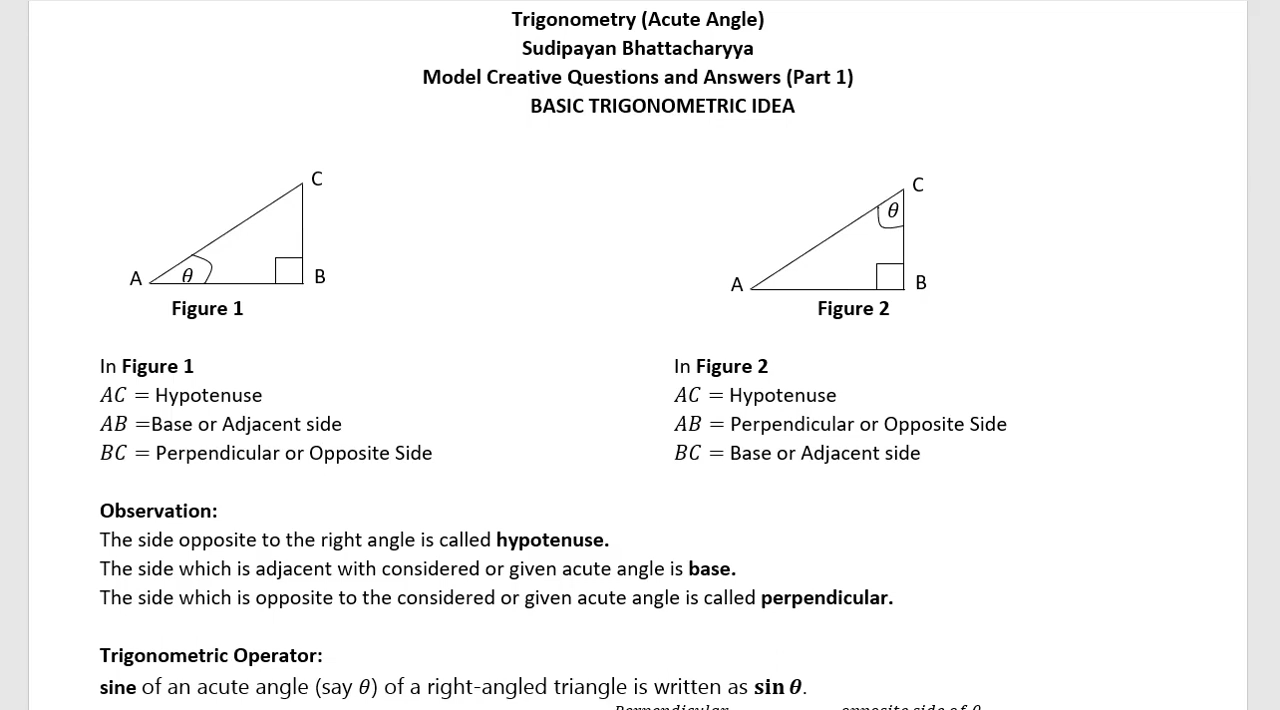 Trigonometry (Acute Angle)
Sudipayan Bhattacharyya
Model Creative Questions and Answers (Part 1)
BASIC TRIGONOMETRIC IDEA
C
θ
A
B
Figure 1
C
θ
A
B
Figure 2
In Figure 1
AC = Hypotenuse
AB =Base or Adjacent side
BC = Perpendicular or Opposite Side
In Figure 2
AC = Hypotenuse
AB = Perpendicular or Opposite Side
BC = Base or Adjacent side
Observation:
The side opposite to the right angle is called hypotenuse.
The side which is adjacent with considered or given acute angle is base.
The side which is opposite to the considered or given acute angle is called perpendicular.
Trigonometric Operator:
sine of an acute angle (say θ) of a right-angled triangle is written as sin θ.
Perpendicular opposite side of θ